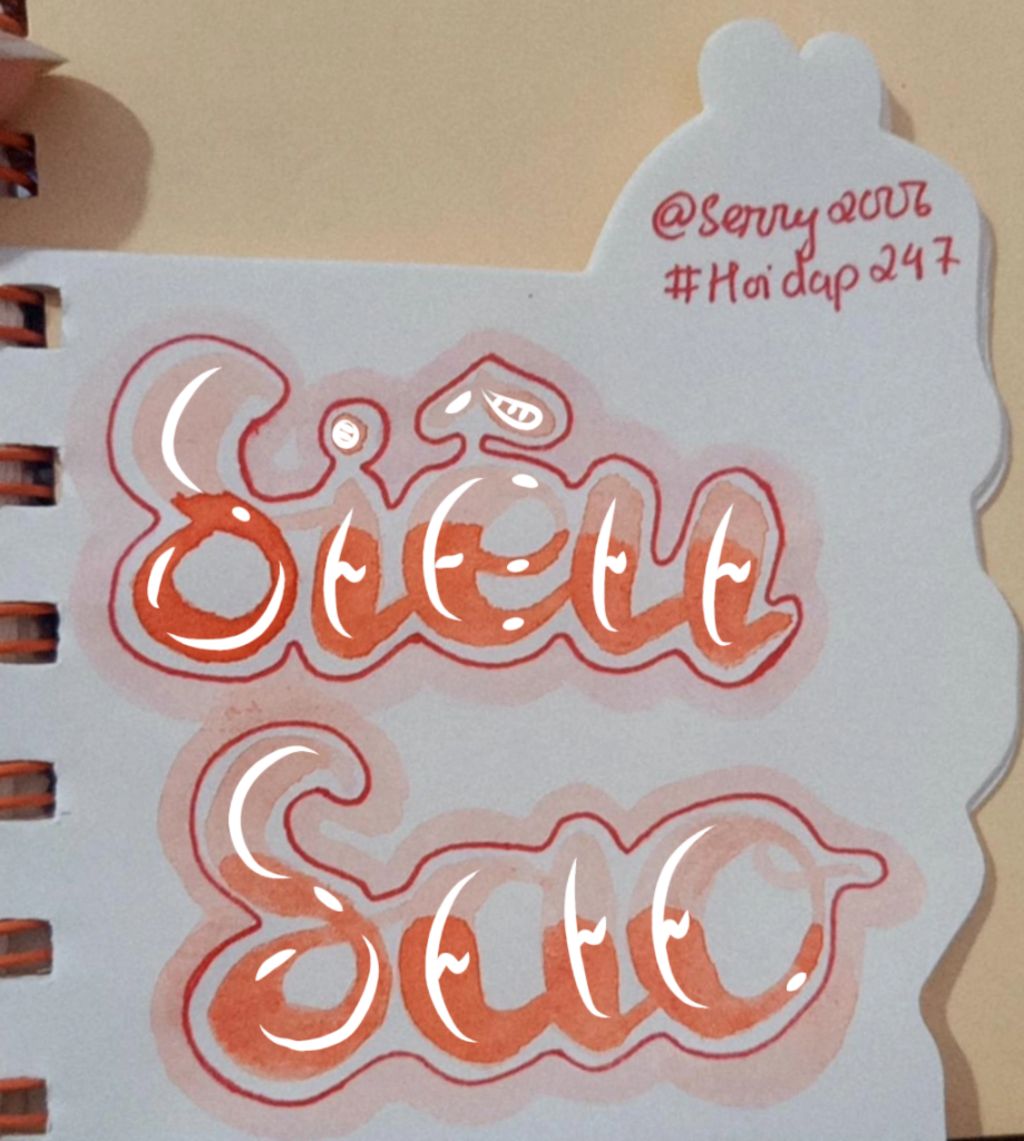 @Serry2006
#Hoidap247
Siêu
Sao